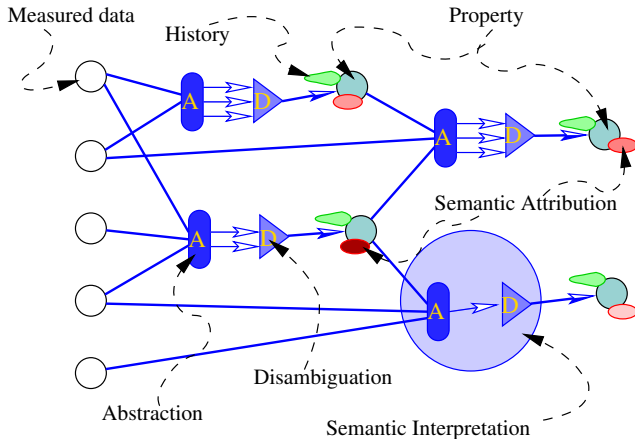 Measured data
History
Property
A
D
A
D
A
D
Semantic Attribution
A
D
Disambiguation
Abstraction
Semantic Interpretation